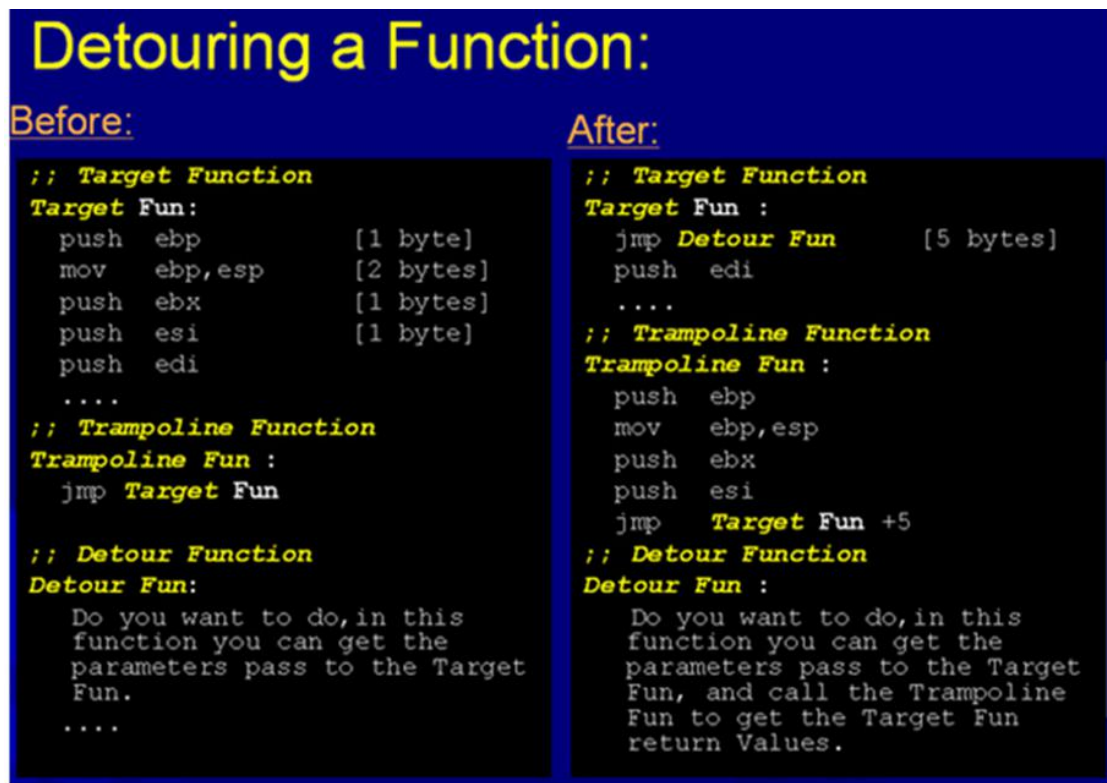 Detouring a Function:
Before:
;; Target Function
Target Fun:
push ebp [1 byte]
mov ebp,esp [2 bytes]
push ebx [1 bytes]
push esi [1 byte]
push edi
....
;; Trampoline Function
Trampoline Fun :
jmp Target Fun
;; Detour Function
Detour Fun:
Do you want to do,in this
function you can get the
parameters pass to the Target
Fun.
....
After:
;; Target Function
Target Fun :
jmp Detour Fun [5 bytes]
push edi
....
;; Trampoline Function
Trampoline Fun :
push ebp
mov ebp,esp
push ebx
push esi
jmp Target Fun +5
;; Detour Function
Detour Fun :
Do you want to do,in this
function you can get the
parameters pass to the Target
Fun, and call the Trampoline
Fun to get the Target Fun
return Values.